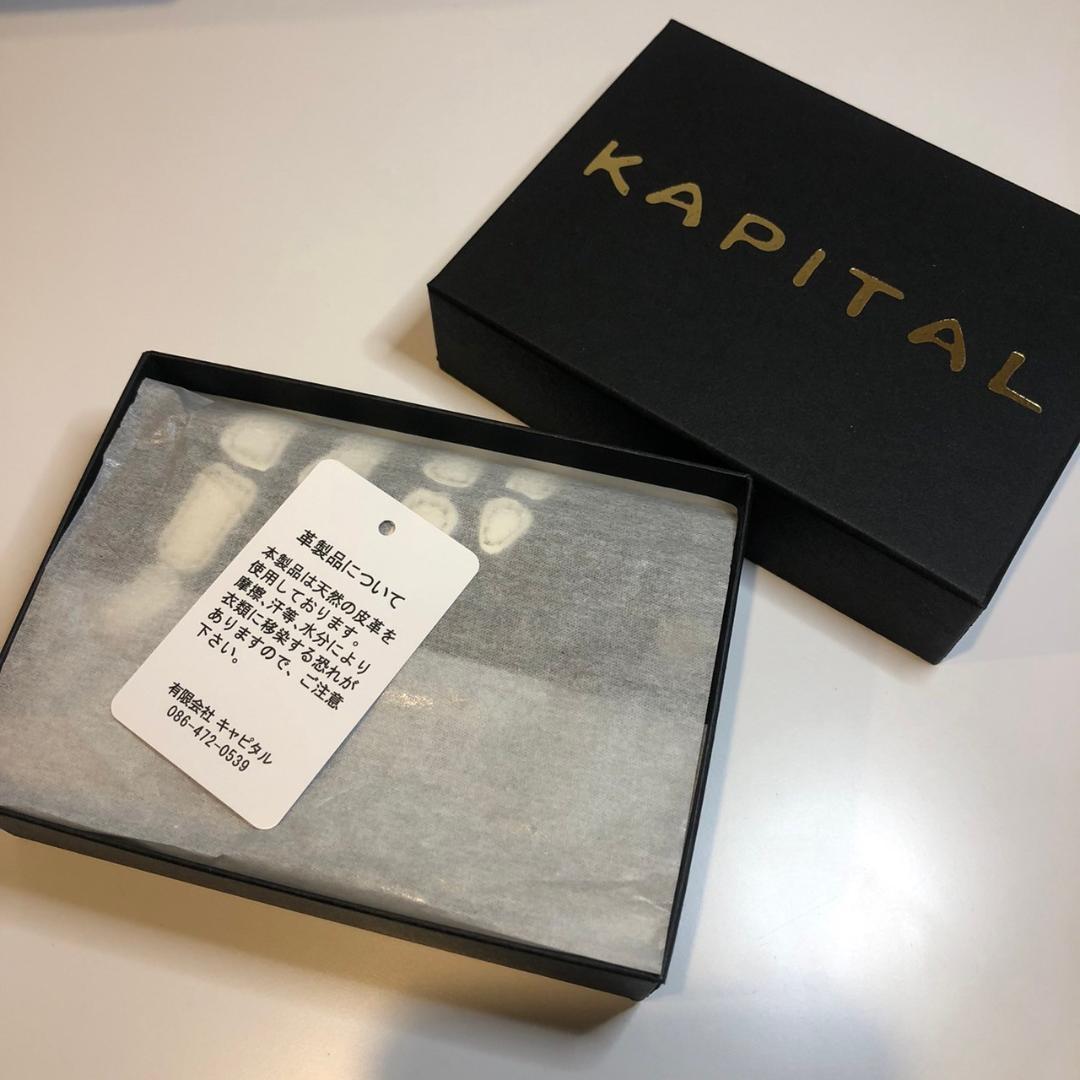 KAPITAL
革製品について
本製品は天然の皮革を
使用しております。
摩擦、汗等、水分により
衣類に移染する恐れが
ありますので、ご注意
下さい。
有限会社 キャピタル
086-472-0539